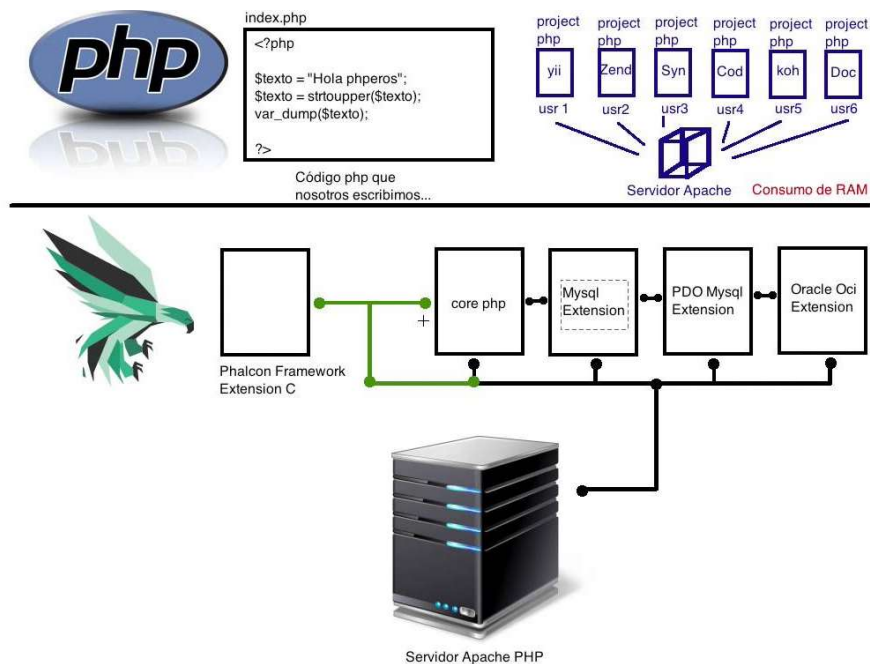 php
index.php
<?php
$texto = "Hola phperos";
$texto = strtoupper($texto);
var_dump($texto);
?>
Código php que
nosotros escribimos...
project
php
project
php
project
php
project
php
project
php
project
php
yii
Zend
Syn
Cod
koh
Doc
usr 1
usr2
usr3
usr4
usr5
usr6
Servidor Apache
Consumo de RAM
Phalcon Framework
Extension C
+
core php
Mysql
Extension
PDO Mysql
Extension
Oracle Oci
Extension
Servidor Apache PHP